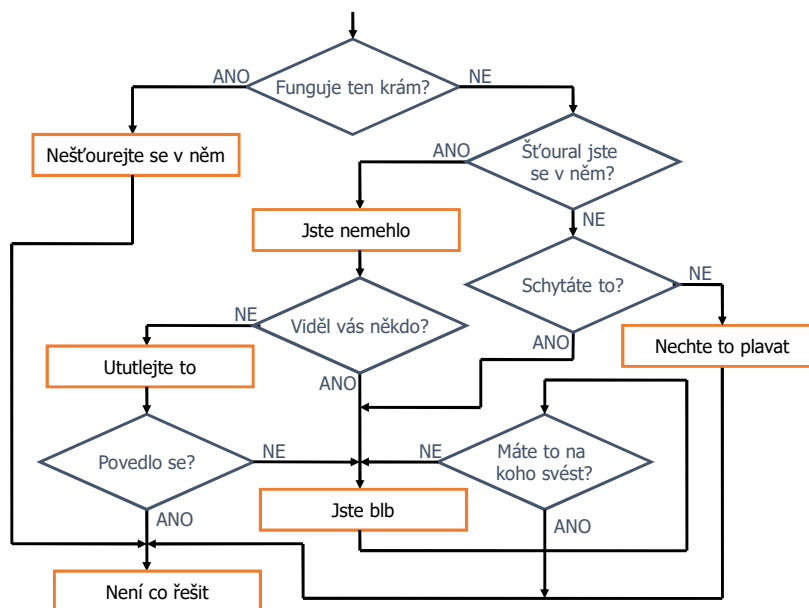 Funguje ten krám?
ANO
NE
Nešťourejte se v něm
ANO
Šťoural jste
se v něm?
NE
Jste nemehlo
Schytáte to?
NE
NE
Viděl vás někdo?
ANO
Nechte to plavat
Ututlejte to
ANO
Povedlo se?
NE
NE
Máte to na
koho svést?
Jste blb
ANO
ANO
Není co řešit